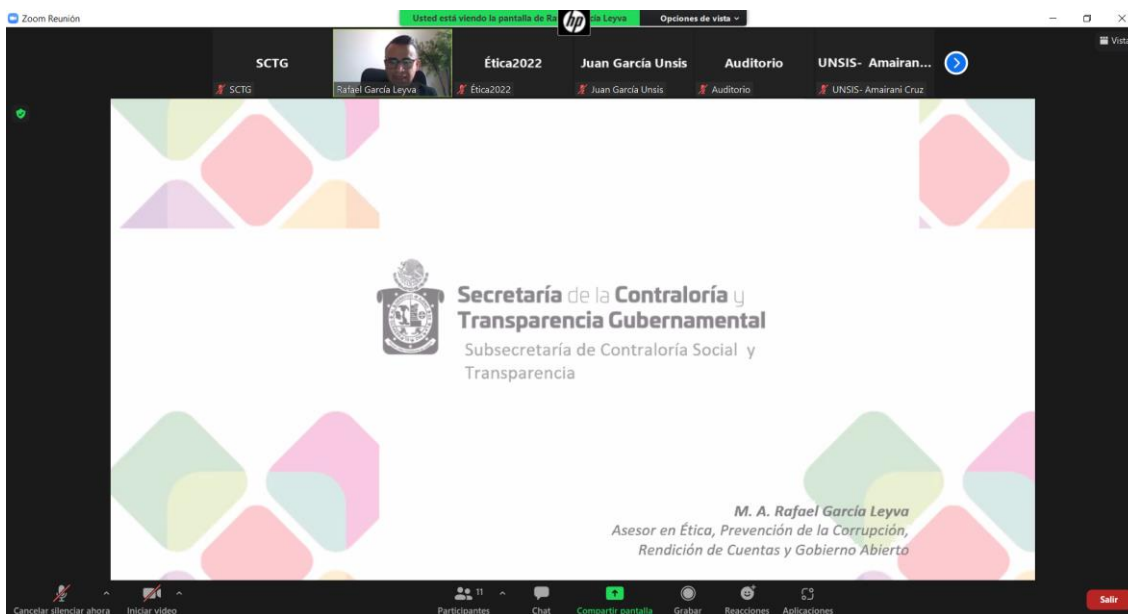 Zoom Reunión
Usted está viendo la pantalla de Ra
cía Leyva
Opciones de vista
hp
Vista
SCTG
Ética2022
Juan García Unsis
Auditorio
UNSIS- Amairan...
SCTG
Rafael García Leyva
Ética2022
Juan García Unsis
Auditorio
UNSIS- Amairani Cruz
Secretaría de la Contraloría y
Transparencia Gubernamental
Subsecretaría de Contraloría Social y
Transparencia
M. A. Rafael García Leyva
Asesor en Ética, Prevención de la Corrupción,
Rendición de Cuentas y Gobierno Abierto
Cancelar silenciar ahora
Iniciar video
11
Participantes
Chat
Compartir pantalla
Grabar
Reacciones
Aplicaciones
Salir